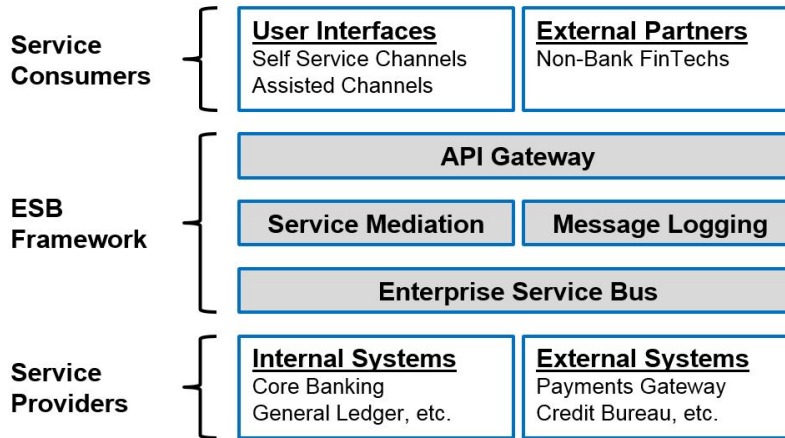 Service
Consumers
User Interfaces
Self Service Channels
Assisted Channels
External Partners
Non-Bank FinTechs
ESB
Framework
API Gateway
Service Mediation
Message Logging
Enterprise Service Bus
Service
Providers
Internal Systems
Core Banking
General Ledger, etc.
External Systems
Payments Gateway
Credit Bureau, etc.